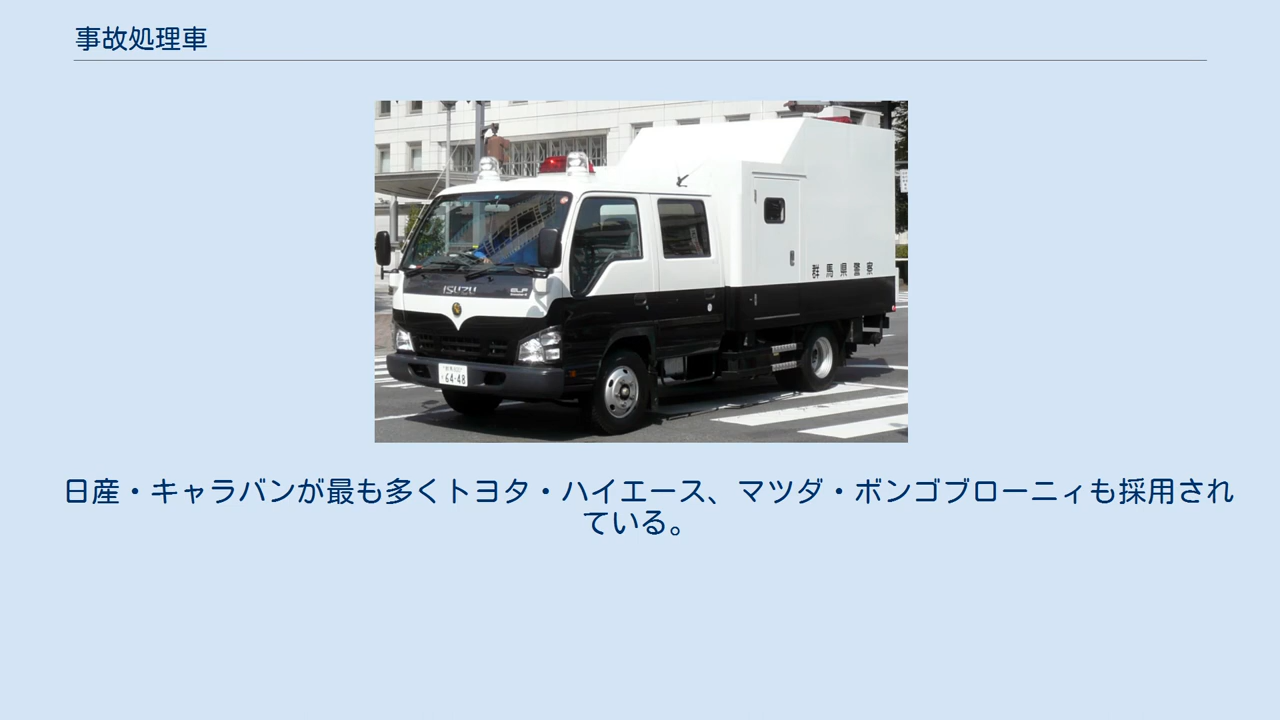 事故処理車
ISUZU
ELF
群馬県警察
64-48
日産・キャラバンが最も多くトヨタ・ハイエース、マツダ・ボンゴブローニィも採用され
ている。